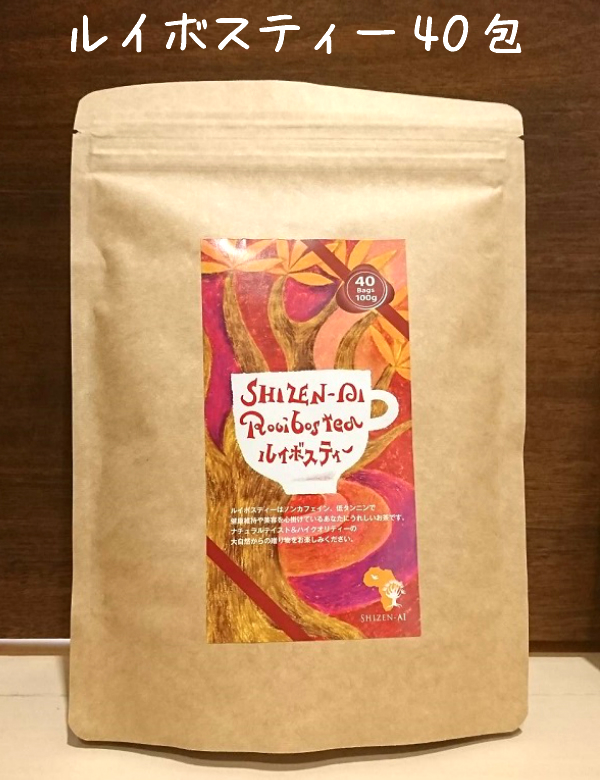 ルイボスティー40包
40
Bags
100g
SHIZEN-AI
Rooibos tea
ルイボスティー
ルイボスティーはノンカフェイン、低タンニンで
健康維持や美容を心掛けているあなたにうれしいお茶です。
ナチュラルテイスト&ハイクオリティーの
大自然からの贈り物をお楽しみください。
SHIZEN-AI